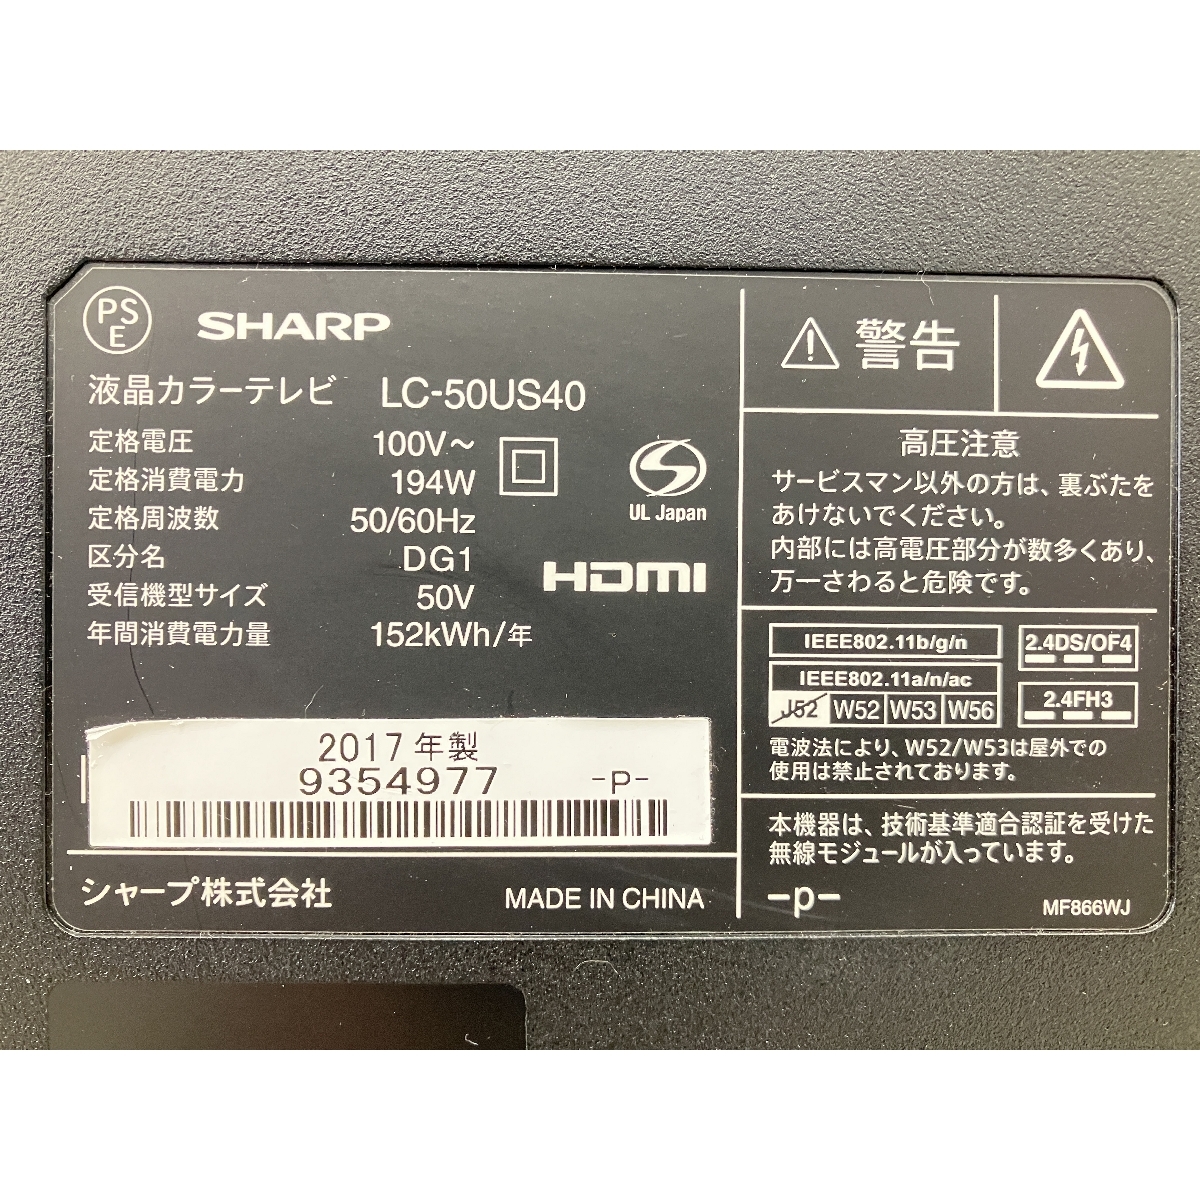 PS
E
SHARP
液晶カラーテレビ LC-50US40
定格電圧 100V～
定格消費電力 194W
定格周波数 50/60Hz
区分名 DG1
受信機型サイズ 50V
年間消費電力量 152kWh/年
UL Japan
HDMI
2017 年製
9354977 -P-
シャープ株式会社 MADE IN CHINA
警告
高圧注意
サービスマン以外の方は、裏ぶたを
あけないでください。
内部には高電圧部分が数多くあり、
万一さわると危険です。
IEEE802.11b/g/n
IEEE802.11a/n/ac
J52 W52 W53 W56
2.4DS/OF4
2.4FH3
電波法により、W52/W53は屋外での
使用は禁止されております。
本機器は、技術基準適合認証を受けた
無線モジュールが入っています。
-p- MF866WJ